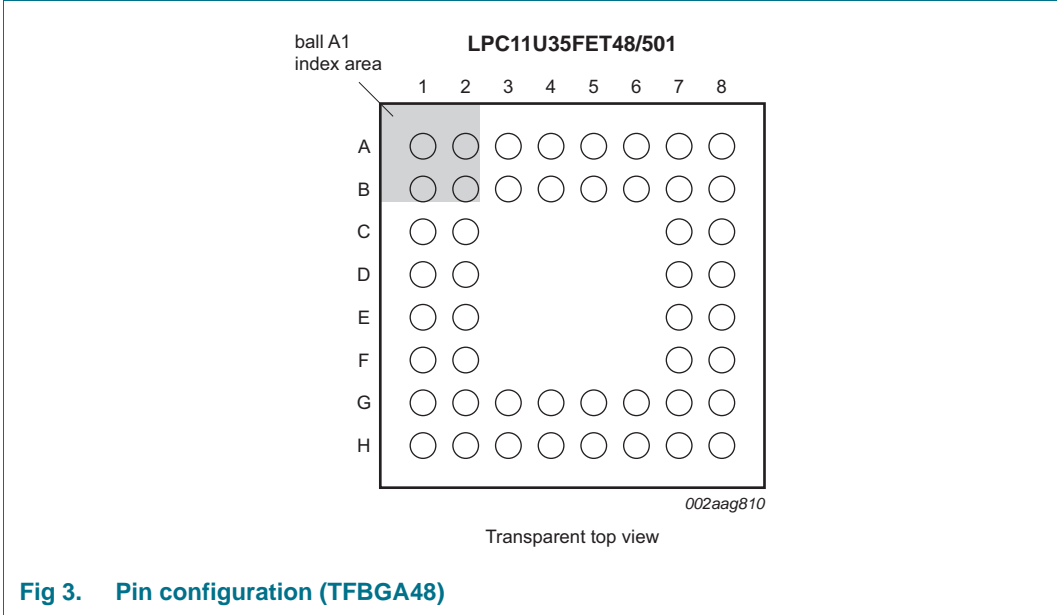 ball A1
index area
LPC11U35FET48/501
1 2 3 4 5 6 7 8
A
B
C
D
E
F
G
H
002aag810
Transparent top view
Fig 3. Pin configuration (TFBGA48)